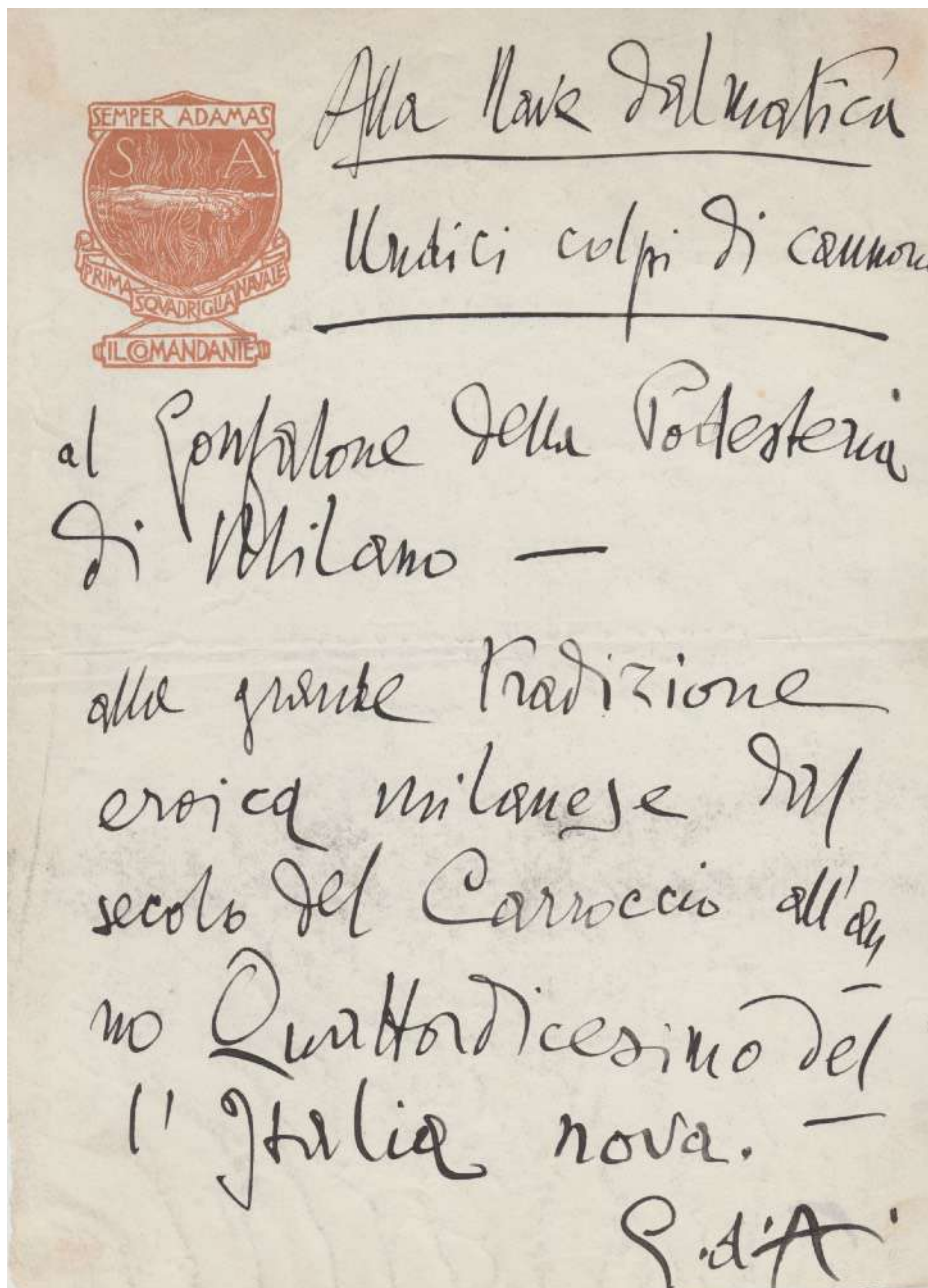 SEMPER ADAMAS
S A
PRIMA SQVADRIGLIA NAVALE
IL COMANDANTE
Alla Nave Dalmatica
Undici colpi di cannone
al Gonfalone della Podesteria
di Milano —
alla grande tradizione
eroica milanese dal
secolo del Carroccio all'an
no Quattordicesimo del
l'Italia nova. —
G. d'A.